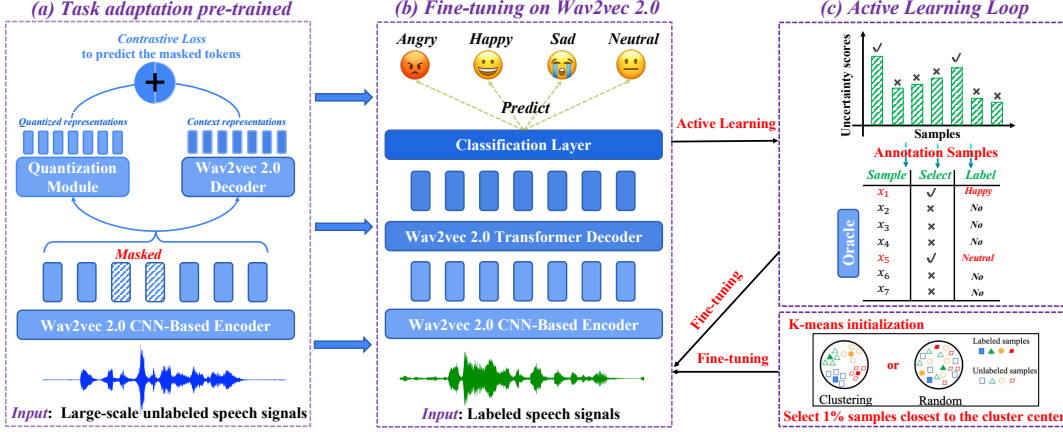 (a) Task adaptation pre-trained
Contrastive Loss
to predict the masked tokens
+
Quantized representations
Context representations
Quantization
Module
Wav2vec 2.0
Decoder
Masked
Wav2vec 2.0 CNN-Based Encoder
Input: Large-scale unlabeled speech signals
(b) Fine-tuning on Wav2vec 2.0
Angry Happy Sad Neutral
Predict
Classification Layer
Wav2vec 2.0 Transformer Decoder
Wav2vec 2.0 CNN-Based Encoder
Input: Labeled speech signals
Active Learning
Fine-tuning
Fine-tuning
(c) Active Learning Loop
Uncertainty scores
Samples
Annotation Samples
Sample Select Label
x1 ✓ Happy
x2 × No
x3 × No
x4 × No
x5 ✓ Neutral
x6 × No
x7 × No
Oracle
K-means initialization
Clustering
or
Random
Labeled samples
Unlabeled samples
Select 1% samples closest to the cluster center